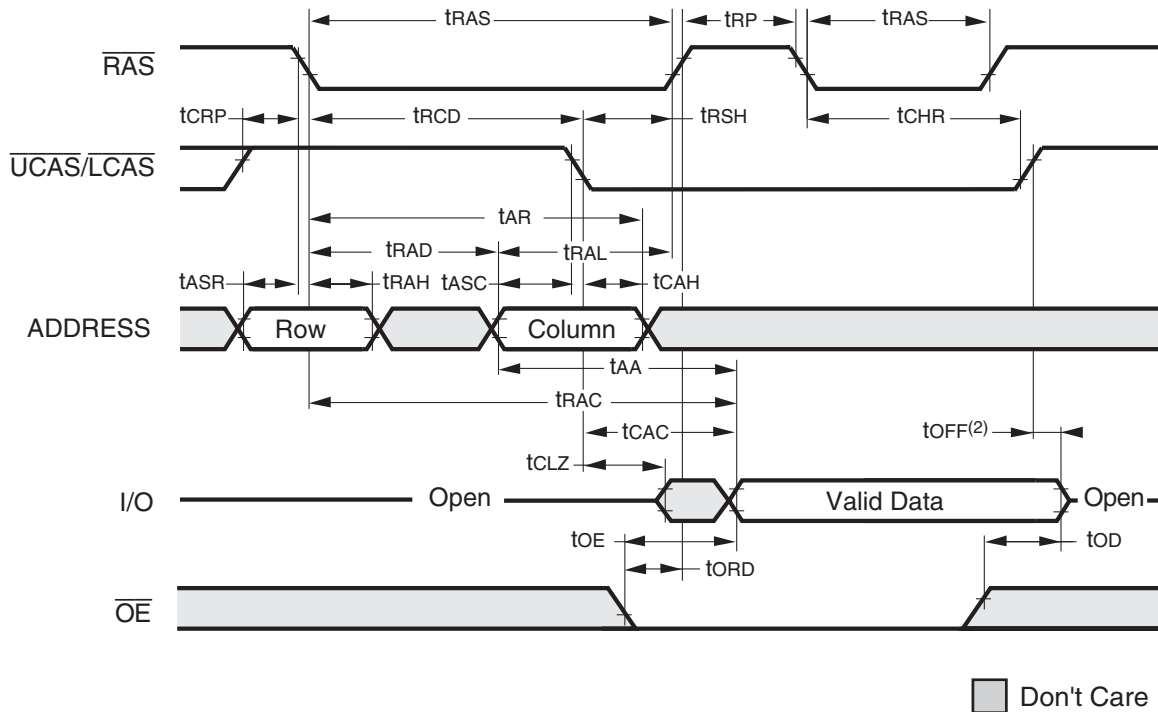 tRAS tRP tRAS
RAS
tCRP tRCD tRSH tCHR
UCAS/LCAS
tAR
tRAD tRAL
tASR tRAH tASC tCAH
ADDRESS Row Column
tAA
tRAC
tCAC tOFF(2)
tCLZ
I/O Open Valid Data Open
tOE tOD
tORD
OE
Don't Care